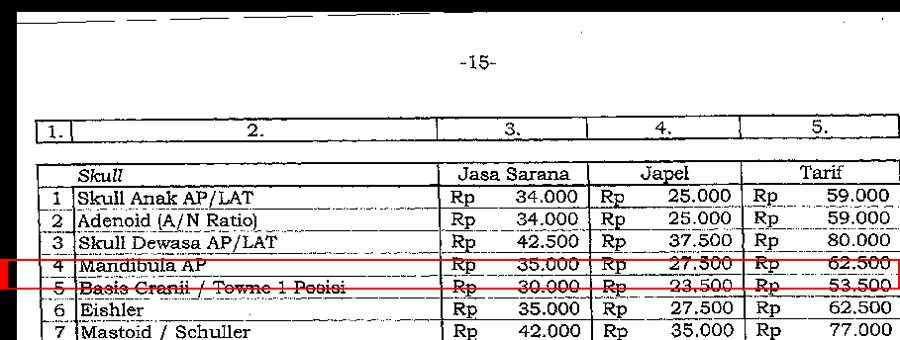 -15-
1. 2. 3. 4. 5.
Skull Jasa Sarana Japel Tarif
1 Skull Anak AP/LAT Rp 34.000 Rp 25.000 Rp 59.000
2 Adenoid (A/N Ratio) Rp 34.000 Rp 25.000 Rp 59.000
3 Skull Dewasa AP/LAT Rp 42.500 Rp 37.500 Rp 80.000
4 Mandibula AP Rp 35.000 Rp 27.500 Rp 62.500
5 Basis Cranii / Towne 1 Posisi Rp 30.000 Rp 23.500 Rp 53.500
6 Eishler Rp 35.000 Rp 27.500 Rp 62.500
7 Mastoid / Schuller Rp 42.000 Rp 35.000 Rp 77.000